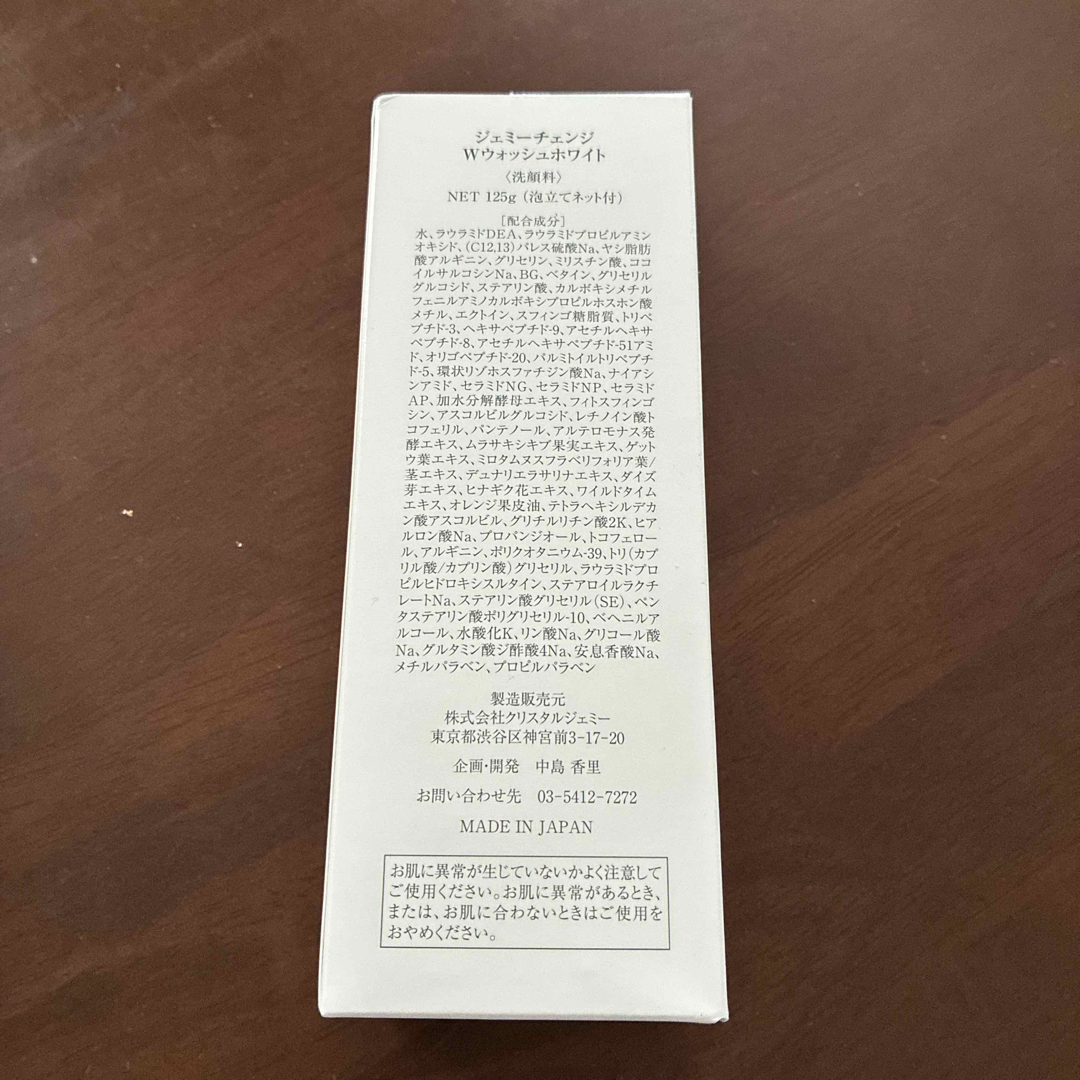 ジェミーチェンジ
Wウォッシュホワイト
〈洗顔料〉
NET 125g (泡立てネット付)
[配合成分]
水、ラウラミドDEA、ラウラミドプロピルアミン
オキシド、(C12,13)パレス硫酸Na、ヤシ脂肪
酸アルギニン、グリセリン、ミリスチン酸、ココ
イルサルコシンNa、BG、ベタイン、グリセリル
グルコシド、ステアリン酸、カルボキシメチル
フェニルアミノカルボキシプロピルホスホン酸
メチル、エクトイン、スフィンゴ糖脂質、トリペ
プチド-3、ヘキサペプチド-9、アセチルヘキサ
ペプチド-8、アセチルヘキサペプチド-51アミ
ド、オリゴペプチド-20、パルミトイルトリペプチ
ド-5、環状リゾホスファチジン酸Na、ナイアシ
ンアミド、セラミドNG、セラミドNP、セラミド
AP、加水分解酵母エキス、フィトスフィンゴ
シン、アスコルビルグルコシド、レチノイン酸ト
コフェリル、パンテノール、アルテロモナス発
酵エキス、ムラサキシキブ果実エキス、ゲット
ウ葉エキス、ミロタムヌスフラベリフォリア葉/
茎エキス、デュナリエラサリナエキス、ダイズ
芽エキス、ヒナギク花エキス、ワイルドタイム
エキス、オレンジ果皮油、テトラヘキシルデカ
ン酸アスコルビル、グリチルリチン酸2K、ヒア
ルロン酸Na、プロパンジオール、トコフェロー
ル、アルギニン、ポリクオタニウム-39、トリ(カプ
リル酸/カプリン酸)グリセリル、ラウラミドプロ
ピルヒドロキシスルタイン、ステアロイルラクチ
レートNa、ステアリン酸グリセリル(SE)、ペン
タステアリン酸ポリグリセリル-10、ベヘニルア
ルコール、水酸化K、リン酸Na、グリコール酸
Na、グルタミン酸ジ酢酸4Na、安息香酸Na、
メチルパラベン、プロピルパラベン
製造販売元
株式会社クリスタルジェミー
東京都渋谷区神宮前3-17-20
企画・開発 中島 香里
お問い合わせ先 03-5412-7272
MADE IN JAPAN
お肌に異常が生じていないかよく注意して
ご使用ください。お肌に異常があるとき、
または、お肌に合わないときはご使用を
おやめください。